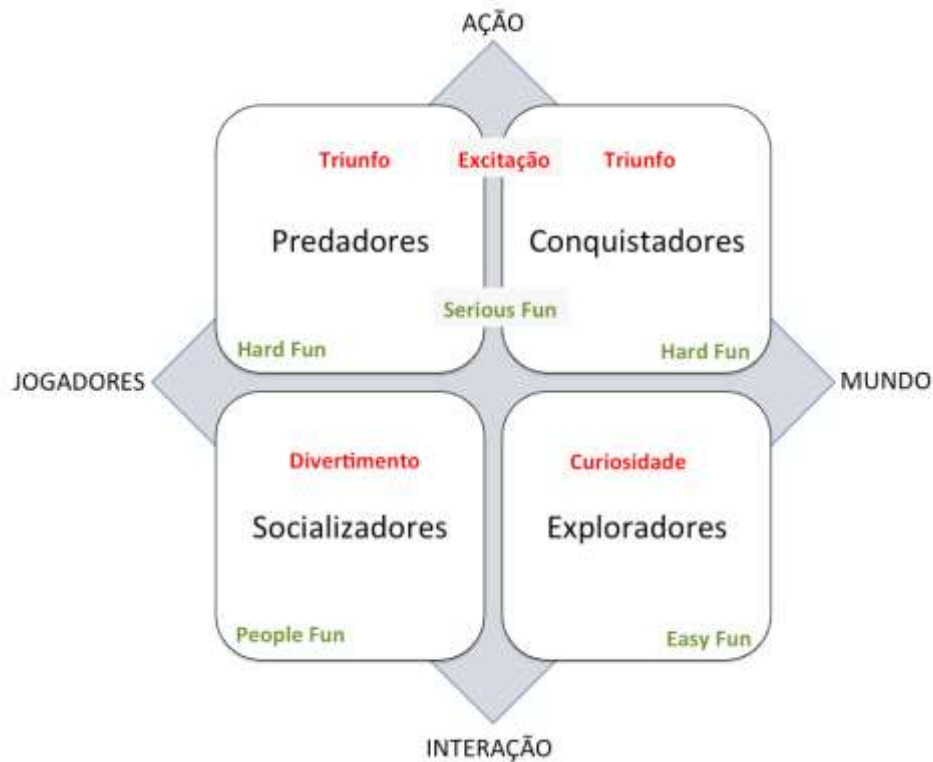 AÇÃO
Triunfo Excitação Triunfo
Predadores Conquistadores
Serious Fun
Hard Fun Hard Fun
JOGADORES MUNDO
Divertimento Curiosidade
Socializadores Exploradores
People Fun Easy Fun
INTERAÇÃO